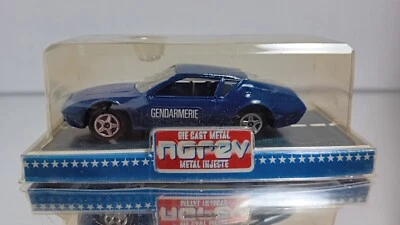 GENDARMERIE
DIE CAST METAL
NOREV
METAL INJECTE